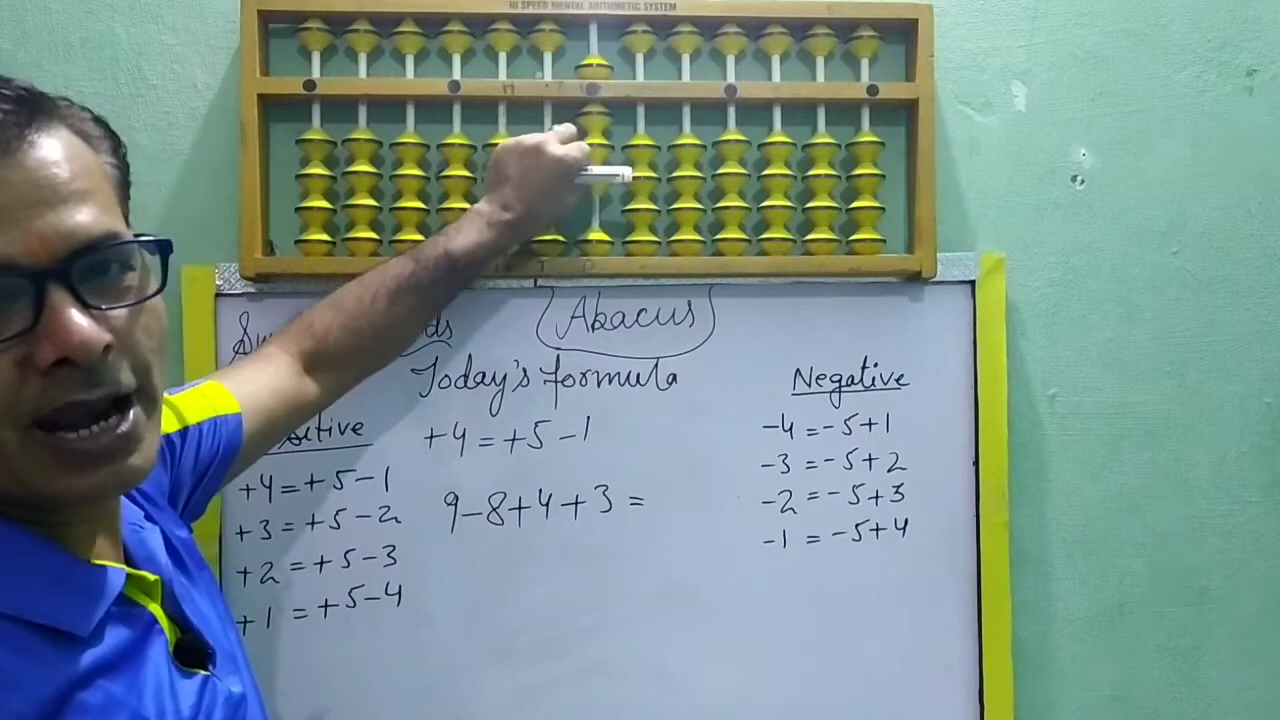 HI SPEED MENTAL ARITHMETIC SYSTEM
H T O
T O
Abacus
Today's formula
+4=+5-1
9-8+4+3=
+4=+5-1
+3=+5-2
+2=+5-3
+1=+5-4
Negative
-4=-5+1
-3=-5+2
-2=-5+3
-1=-5+4